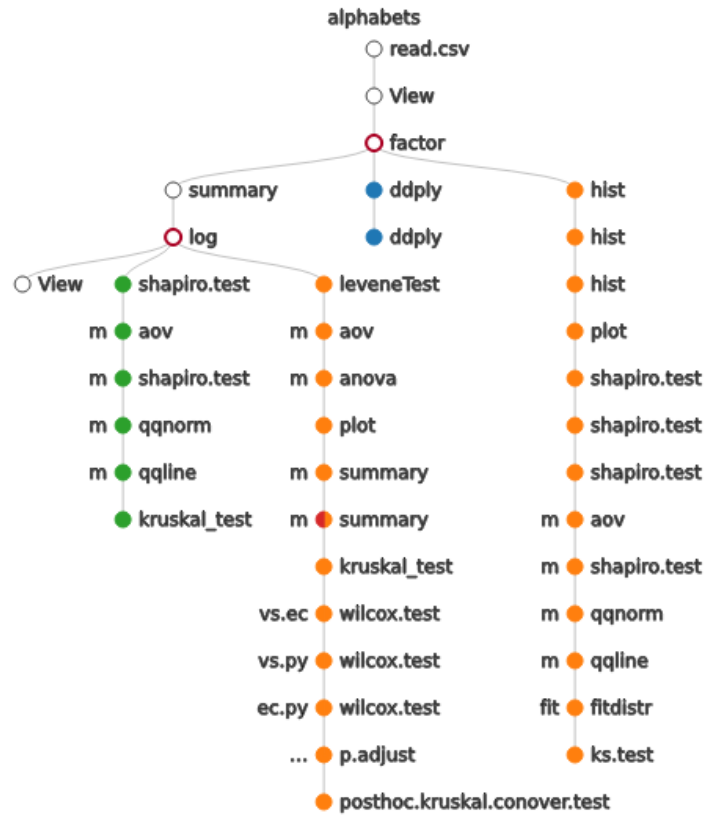 alphabets
read.csv
View
factor
summary ddply hist
log ddply hist
View shapiro.test leveneTest hist
m aov m aov plot
m shapiro.test m anova shapiro.test
m qqnorm plot shapiro.test
m qqline m summary shapiro.test
kruskal_test m summary m aov
kruskal_test m shapiro.test
vs.ec wilcox.test m qqnorm
vs.py wilcox.test m qqline
ec.py wilcox.test fit fitdistr
... p.adjust ks.test
posthoc.kruskal.conover.test